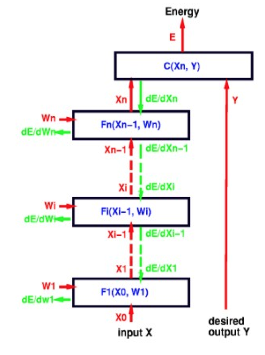 Energy
E
C(Xn, Y)
Xn dE/dXn Y
Wn
Fn(Xn-1, Wn)
dE/dWn
Xn-1 dE/dXn-1
Xi dE/dXi
Wi
Fi(Xi-1, Wi)
dE/dWi
Xi-1 dE/dXi-1
X1 dE/dX1
W1
F1(X0, W1)
dE/dw1
X0
input X
desired
output Y